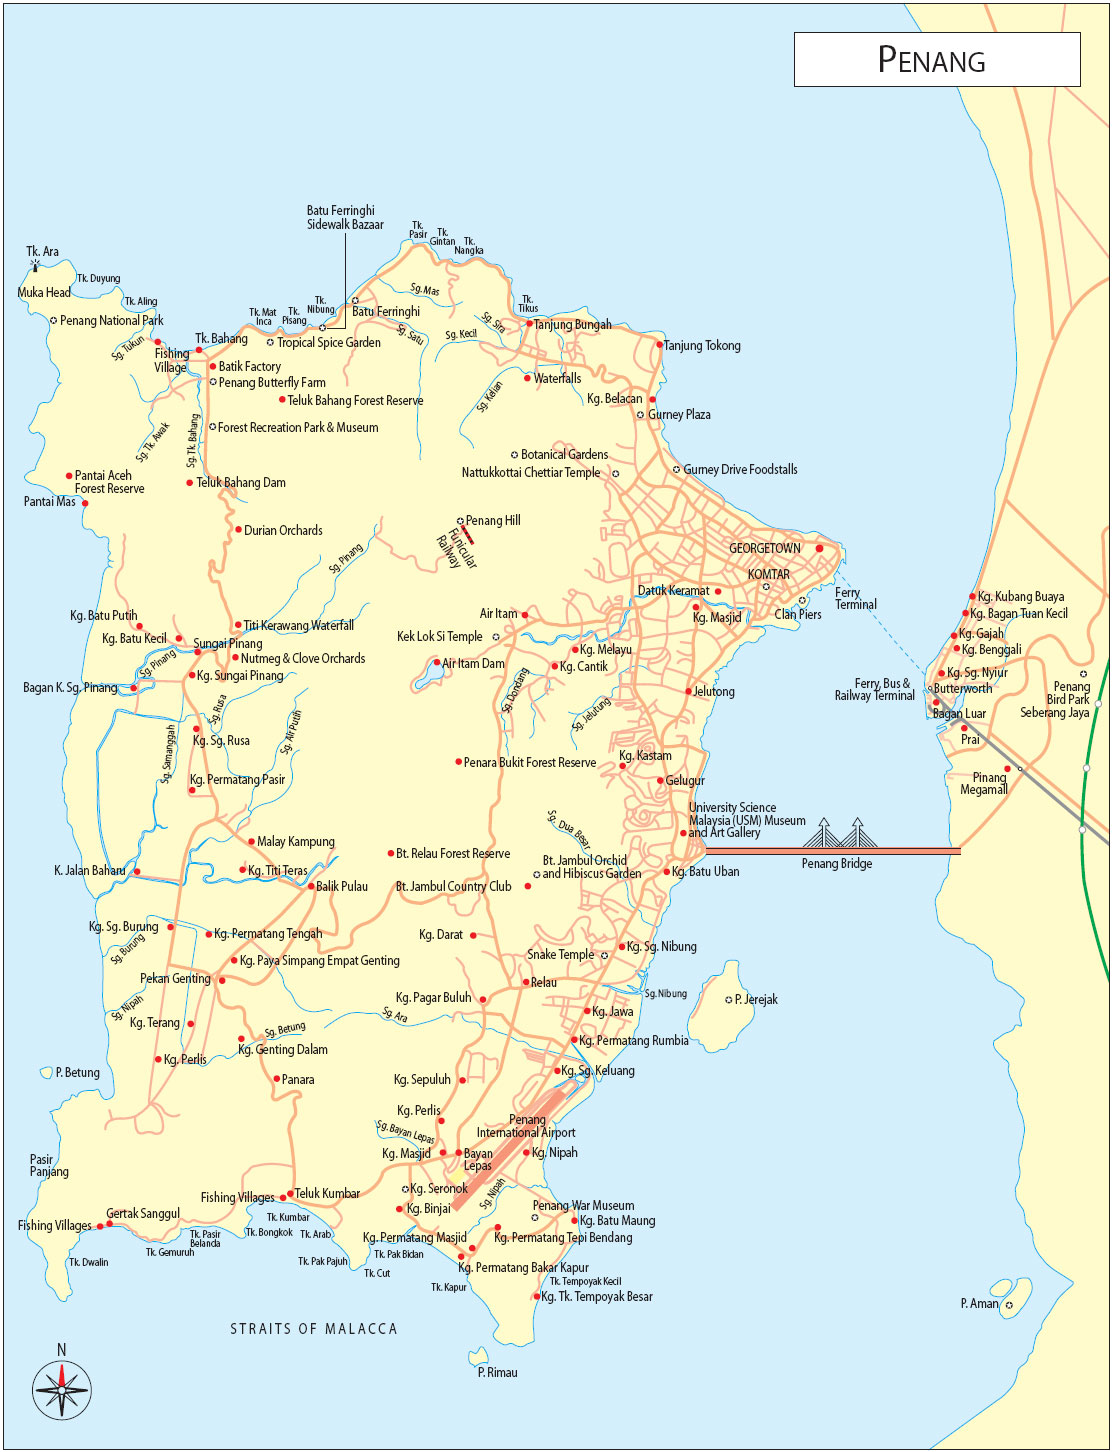 PENANG
Batu Ferringhi
Sidewalk Bazaar
Tk.
Pasir
Tk.
Gintan
Tk.
Nangka
Tk. Ara
Muka Head
Tk. Duyung
Tk. Aling
Penang National Park
Sg. Tukun
Fishing
Village
Tk. Bahang
Tk. Mat
Inca
Tk.
Pisang
Tk.
Nibung
Batu Ferringhi
Sg. Mas
Sg. Satu
Sg. Kecil
Sg. Sira
Tk.
Tikus
Tanjung Bungah
Tanjung Tokong
Tropical Spice Garden
Batik Factory
Penang Butterfly Farm
Teluk Bahang Forest Reserve
Waterfalls
Sg. Kelian
Kg. Belacan
Gurney Plaza
Sg. Tk. Awak
Sg. Tk. Bahang
Forest Recreation Park & Museum
Botanical Gardens
Nattukkottai Chettiar Temple
Gurney Drive Foodstalls
Pantai Aceh
Forest Reserve
Pantai Mas
Teluk Bahang Dam
Durian Orchards
Penang Hill
Funicular
Railway
Sg. Pinang
GEORGETOWN
KOMTAR
Datuk Keramat
Kg. Masjid
Clan Piers
Ferry
Terminal
Kg. Kubang Buaya
Kg. Bagan Tuan Kecil
Kg. Gajah
Kg. Benggali
Kg. Sg. Nyiur
Butterworth
Bagan Luar
Prai
Ferry, Bus &
Railway Terminal
Penang
Bird Park
Seberang Jaya
Pinang
Megamall
Kg. Batu Putih
Kg. Batu Kecil
Titi Kerawang Waterfall
Sungai Pinang
Nutmeg & Clove Orchards
Sg. Pinang
Kg. Sungai Pinang
Bagan K. Sg. Pinang
Air Itam
Kek Lok Si Temple
Kg. Melayu
Kg. Cantik
Air Itam Dam
Sg. Dondang
Sg. Jelutung
Jelutong
Sg. Rusa
Sg. Air Putih
Kg. Sg. Rusa
Sg. Samanggah
Kg. Permatang Pasir
Penara Bukit Forest Reserve
Kg. Kastam
Gelugur
University Science
Malaysia (USM) Museum
and Art Gallery
Penang Bridge
Sg. Dua Besar
Malay Kampung
Bt. Relau Forest Reserve
Bt. Jambul Orchid
and Hibiscus Garden
Kg. Batu Uban
K. Jalan Baharu
Kg. Titi Teras
Balik Pulau
Bt. Jambul Country Club
Kg. Sg. Burung
Sg. Burung
Kg. Permatang Tengah
Kg. Darat
Kg. Sg. Nibung
Snake Temple
Kg. Paya Simpang Empat Genting
Pekan Genting
Relau
Sg. Nibung
P. Jerejak
Sg. Nipah
Kg. Pagar Buluh
Kg. Jawa
Kg. Terang
Sg. Betung
Sg. Ara
Kg. Genting Dalam
Kg. Permatang Rumbia
Kg. Perlis
P. Betung
Panara
Kg. Sepuluh
Kg. Sg. Keluang
Kg. Perlis
Penang
International Airport
Sg. Bayan Lepas
Kg. Masjid
Bayan
Lepas
Kg. Nipah
Pasir
Panjang
Kg. Seronok
Sg. Nipah
Teluk Kumbar
Fishing Villages
Kg. Binjai
Penang War Museum
Kg. Batu Maung
Gertak Sanggul
Fishing Villages
Tk. Kumbar
Tk. Bongkok
Tk. Arab
Tk. Pasir
Belanda
Tk. Gemuruh
Tk. Dwalin
Kg. Permatang Masjid
Kg. Permatang Tepi Bendang
Tk. Pak Bidan
Tk. Pak Pajuh
Tk. Cut
Kg. Permatang Bakar Kapur
Tk. Kapur
Tk. Tempoyak Kecil
Kg. Tk. Tempoyak Besar
P. Aman
STRAITS OF MALACCA
N
P. Rimau